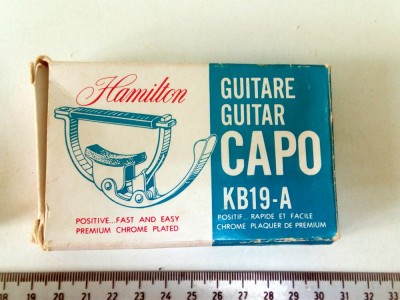 Hamilton
POSITIVE...FAST AND EASY
PREMIUM CHROME PLATED
GUITARE
GUITAR
CAPO
KB19-A
POSITIF...RAPIDE ET FACILE
CHROME PLAQUER DE PREMIUM
18 19 20 21 22 23 24 25 26 27 28 29 30 31 32 33